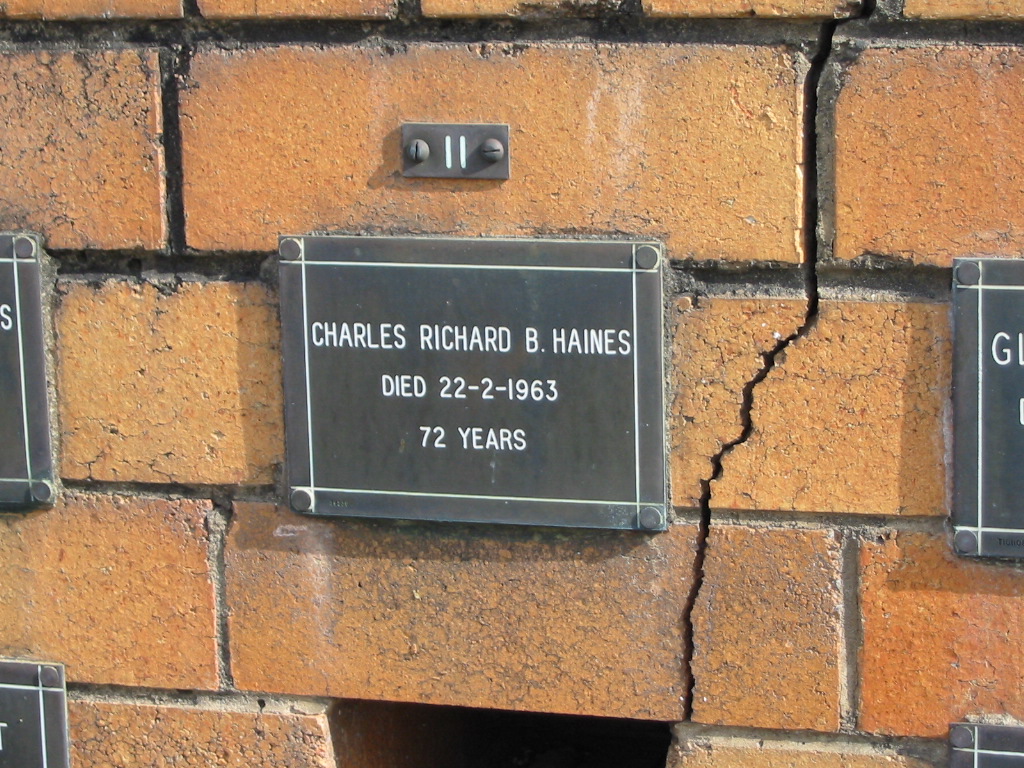 11
S
CHARLES RICHARD B. HAINES
DIED 22-2-1963
72 YEARS
T